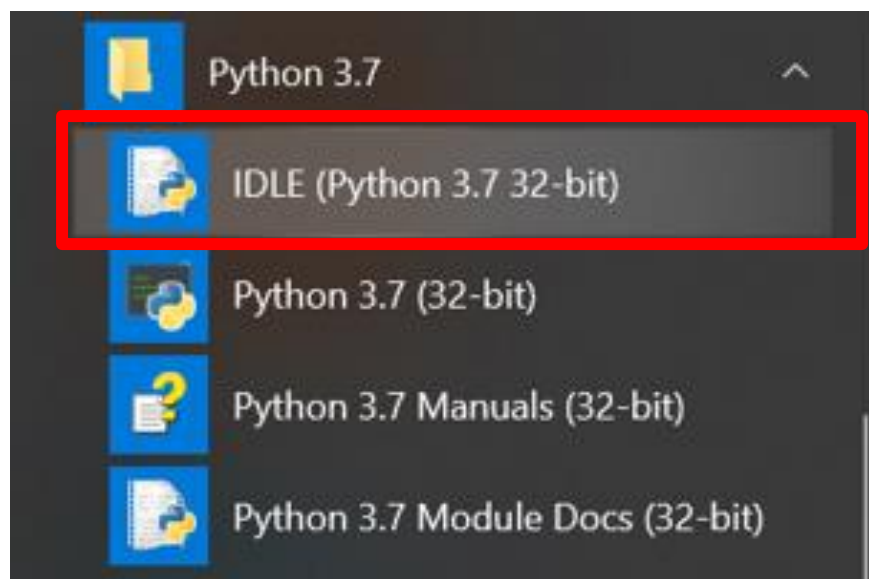 Python 3.7
IDLE (Python 3.7 32-bit)
Python 3.7 (32-bit)
Python 3.7 Manuals (32-bit)
Python 3.7 Module Docs (32-bit)